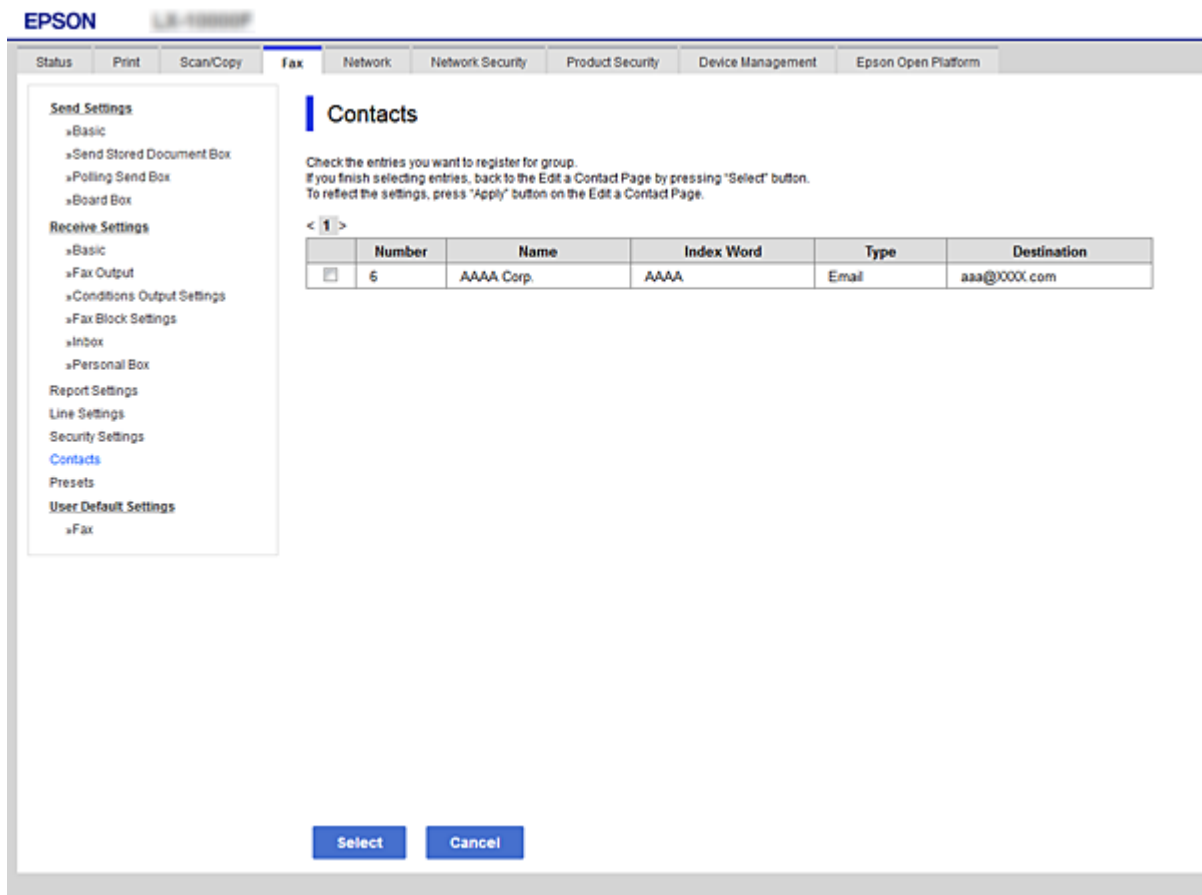 EPSON
Status Print Scan/Copy Fax Network Network Security Product Security Device Management Epson Open Platform
Send Settings
»Basic
»Send Stored Document Box
»Polling Send Box
»Board Box
Receive Settings
»Basic
»Fax Output
»Conditions Output Settings
»Fax Block Settings
»Inbox
»Personal Box
Report Settings
Line Settings
Security Settings
Contacts
Presets
User Default Settings
»Fax
Contacts
Check the entries you want to register for group.
If you finish selecting entries, back to the Edit a Contact Page by pressing "Select" button.
To reflect the settings, press "Apply" button on the Edit a Contact Page.
< 1 >
Number Name Index Word Type Destination
6 AAAA Corp. AAAA Email aaa@XXXX.com
Select Cancel